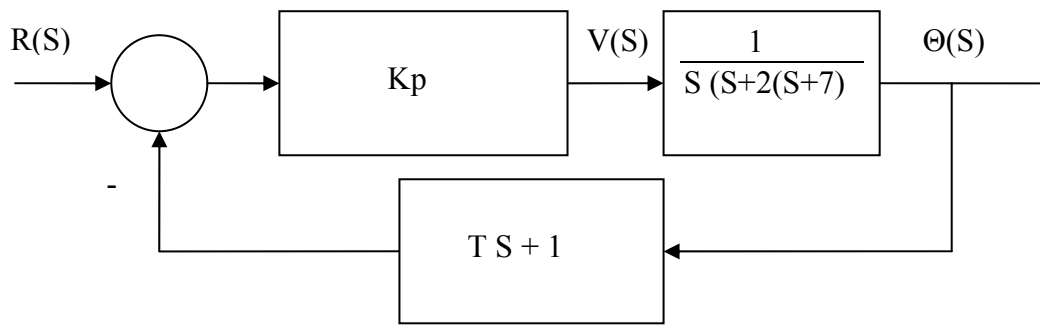 R(S)
Kp
V(S)
1
S (S+2(S+7)
Θ(S)
-
T S + 1